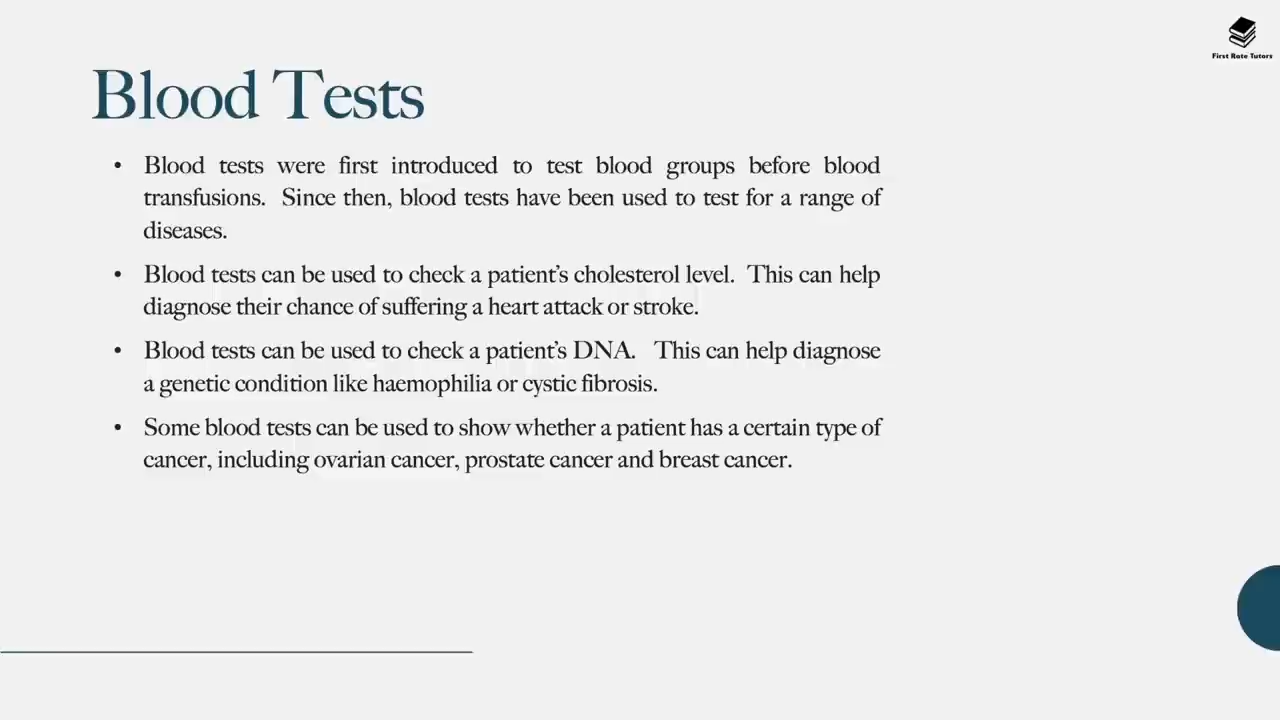 First Rate Tutors
Blood Tests
• Blood tests were first introduced to test blood groups before blood
transfusions. Since then, blood tests have been used to test for a range of
diseases.
• Blood tests can be used to check a patient’s cholesterol level. This can help
diagnose their chance of suffering a heart attack or stroke.
• Blood tests can be used to check a patient’s DNA. This can help diagnose
a genetic condition like haemophilia or cystic fibrosis.
• Some blood tests can be used to show whether a patient has a certain type of
cancer, including ovarian cancer, prostate cancer and breast cancer.